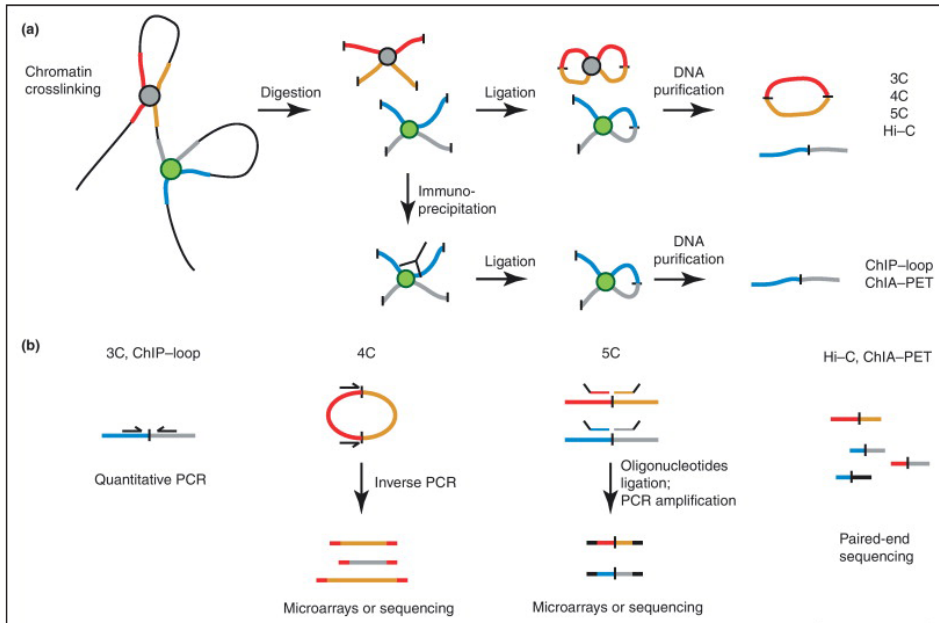 (a)
Chromatin
crosslinking
Digestion
Ligation
DNA
purification
3C
4C
5C
Hi–C
Immuno-
precipitation
Ligation
DNA
purification
ChIP–loop
ChIA–PET
(b)
3C, ChIP–loop
4C
5C
Hi–C, ChIA–PET
Quantitative PCR
Inverse PCR
Oligonucleotides
ligation;
PCR amplification
Paired-end
sequencing
Microarrays or sequencing
Microarrays or sequencing